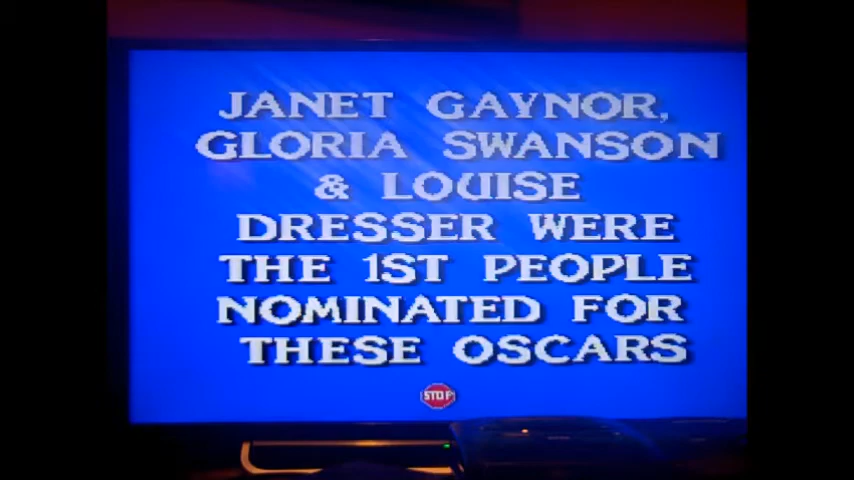 JANET GAYNOR,
GLORIA SWANSON
& LOUISE
DRESSER WERE
THE 1ST PEOPLE
NOMINATED FOR
THESE OSCARS
STOP